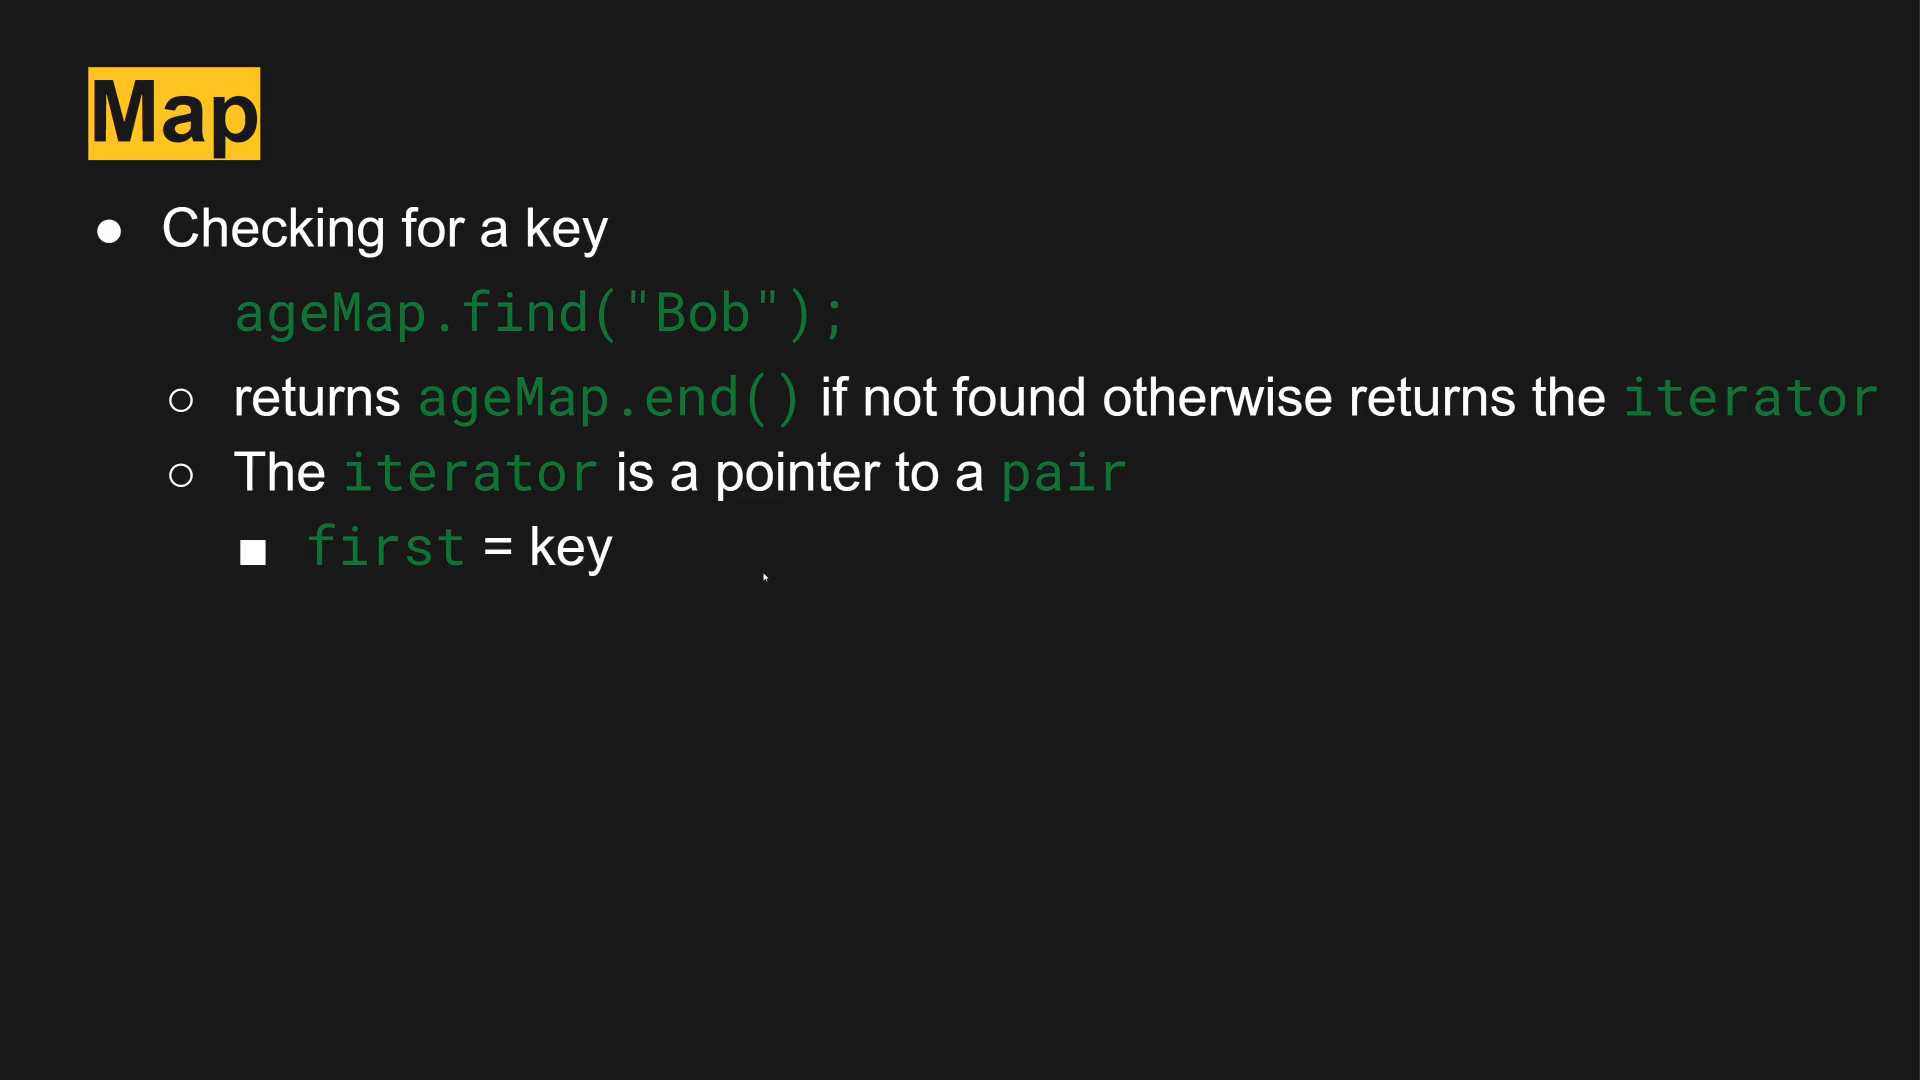 Map
● Checking for a key
ageMap.find("Bob");
○ returns ageMap.end() if not found otherwise returns the iterator
○ The iterator is a pointer to a pair
■ first = key